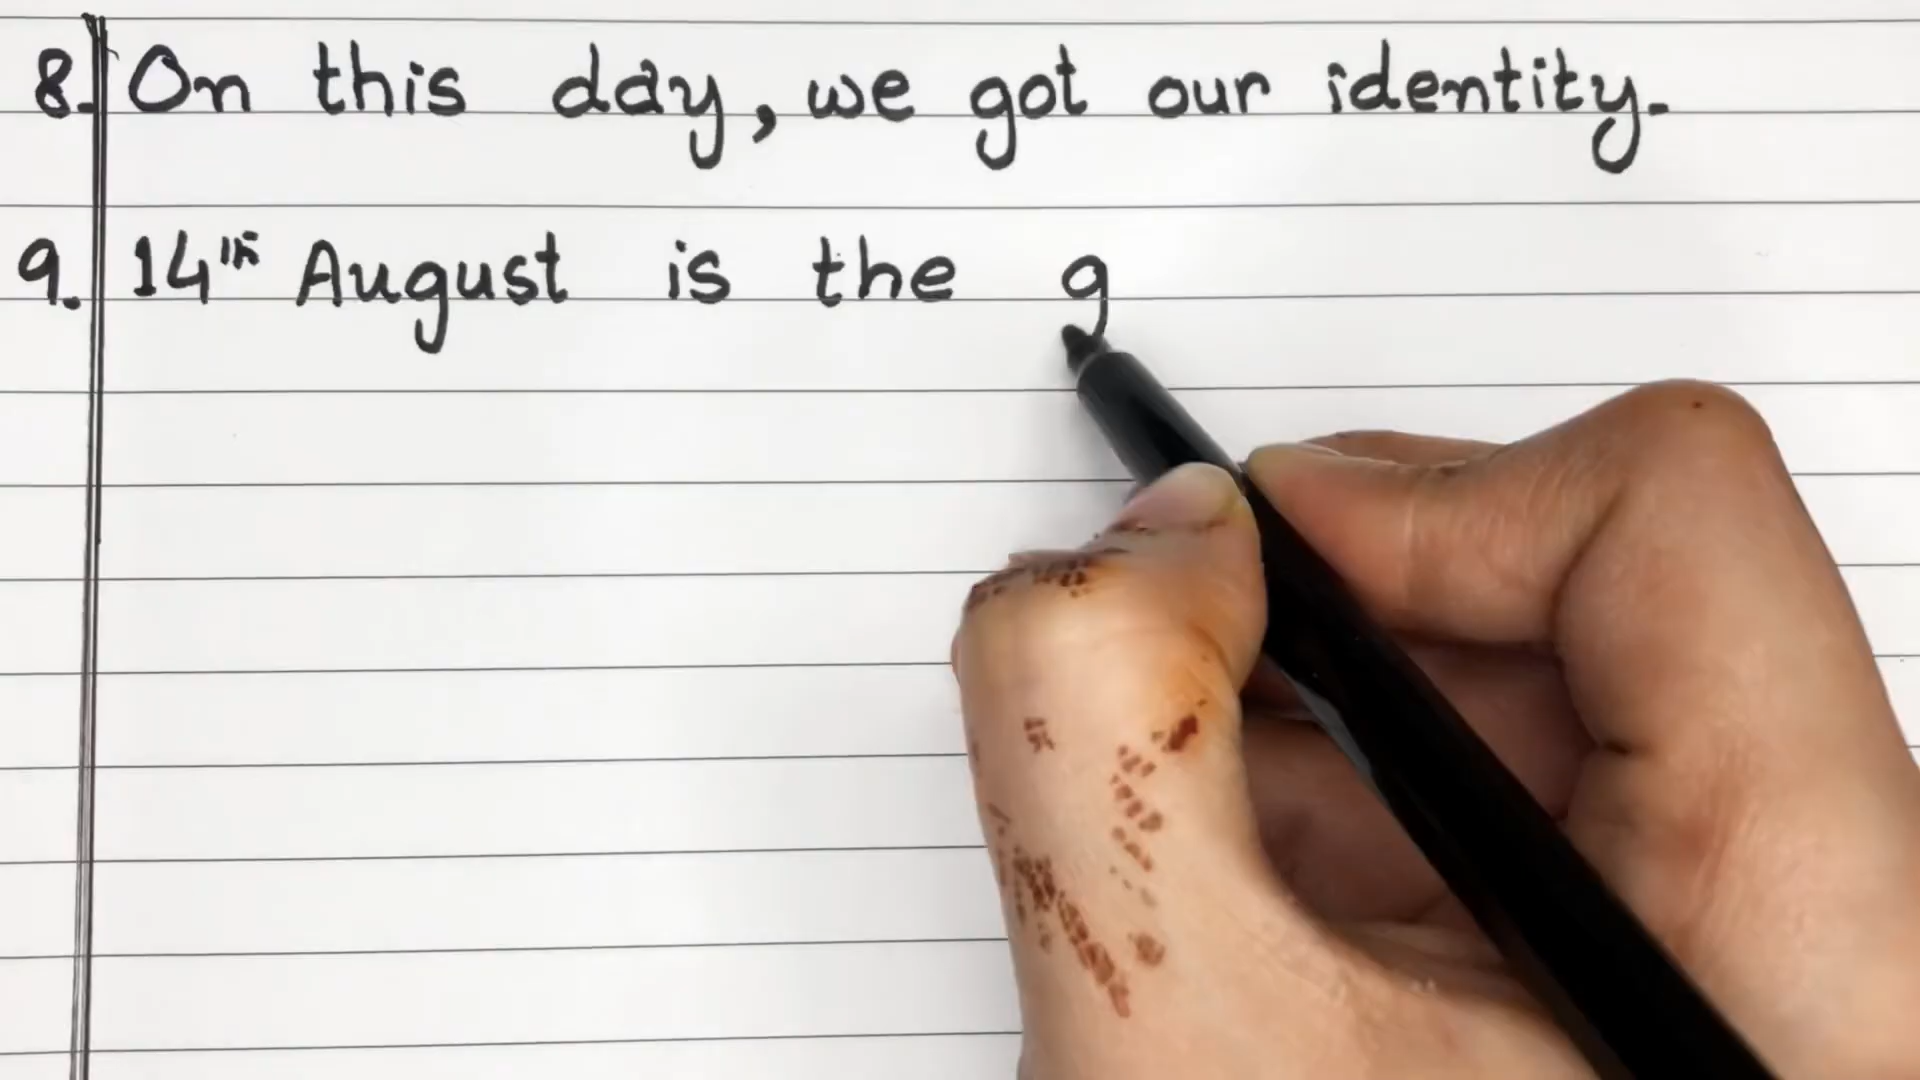 8. On this day, we got our identity.
9. 14th August is the g